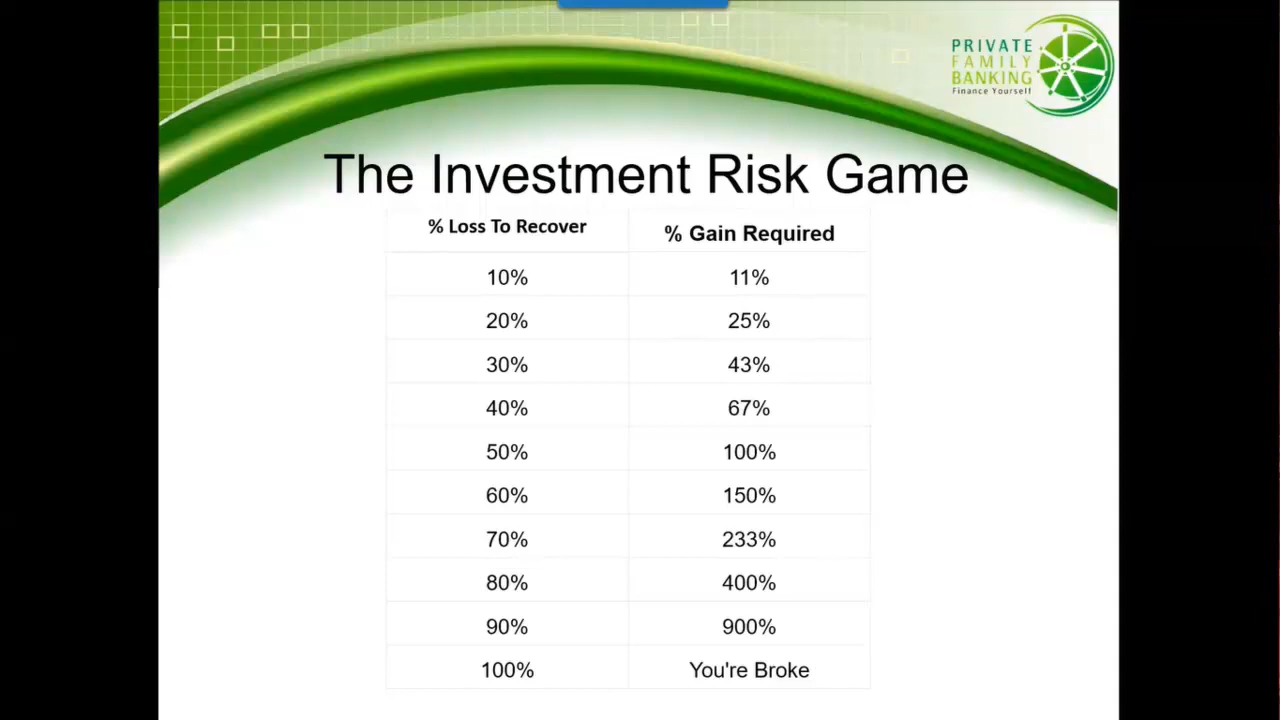 PRIVATE
FAMILY
BANKING
Finance Yourself
The Investment Risk Game
% Loss To Recover % Gain Required
10% 11%
20% 25%
30% 43%
40% 67%
50% 100%
60% 150%
70% 233%
80% 400%
90% 900%
100% You're Broke